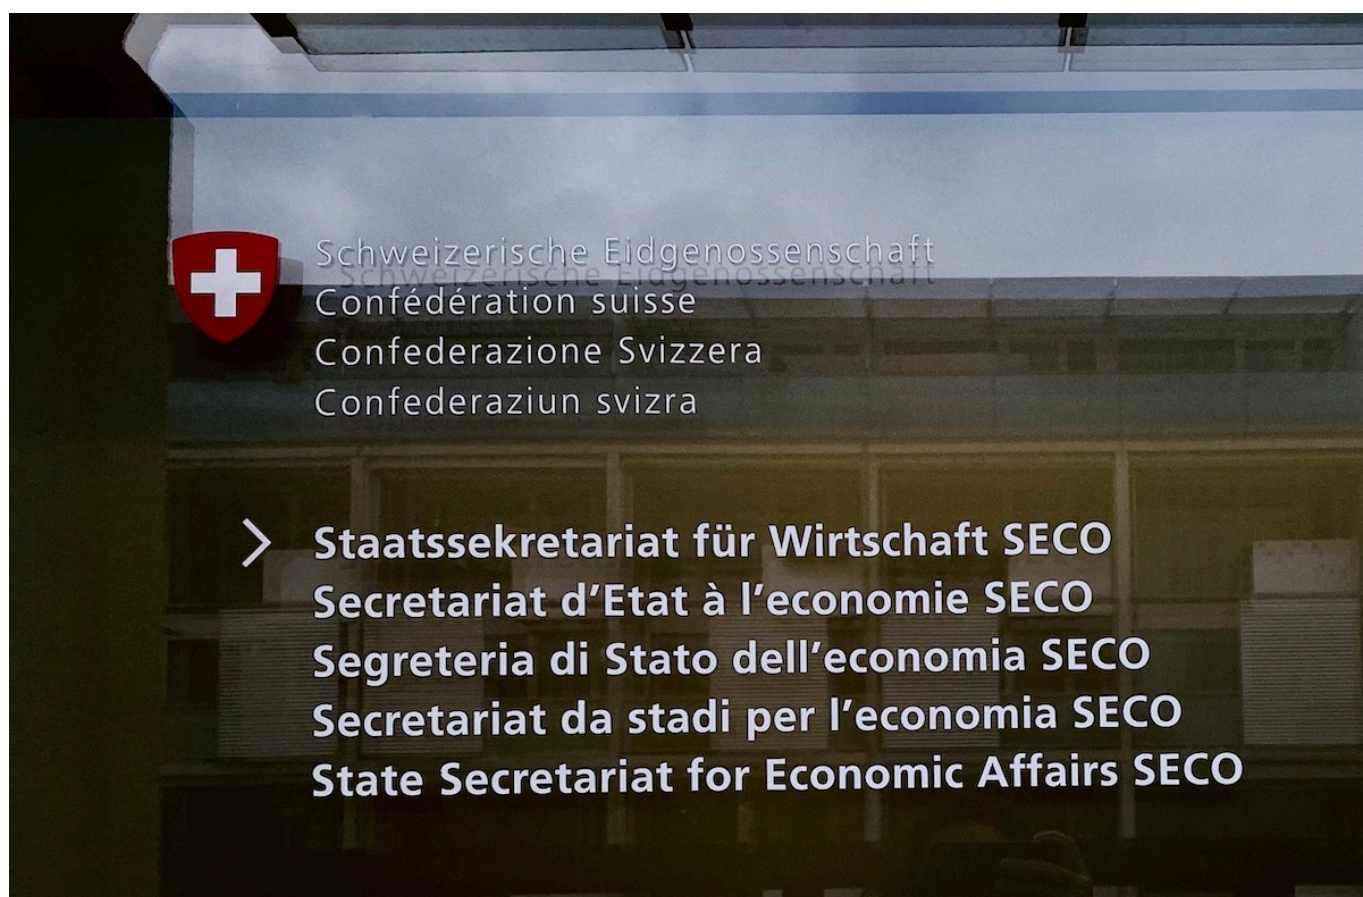 Schweizerische Eidgenossenschaft
Confédération suisse
Confederazione Svizzera
Confederaziun svizra
Staatssekretariat für Wirtschaft SECO
Secretariat d’Etat à l’economie SECO
Segreteria di Stato dell’economia SECO
Secretariat da stadi per l’economia SECO
State Secretariat for Economic Affairs SECO